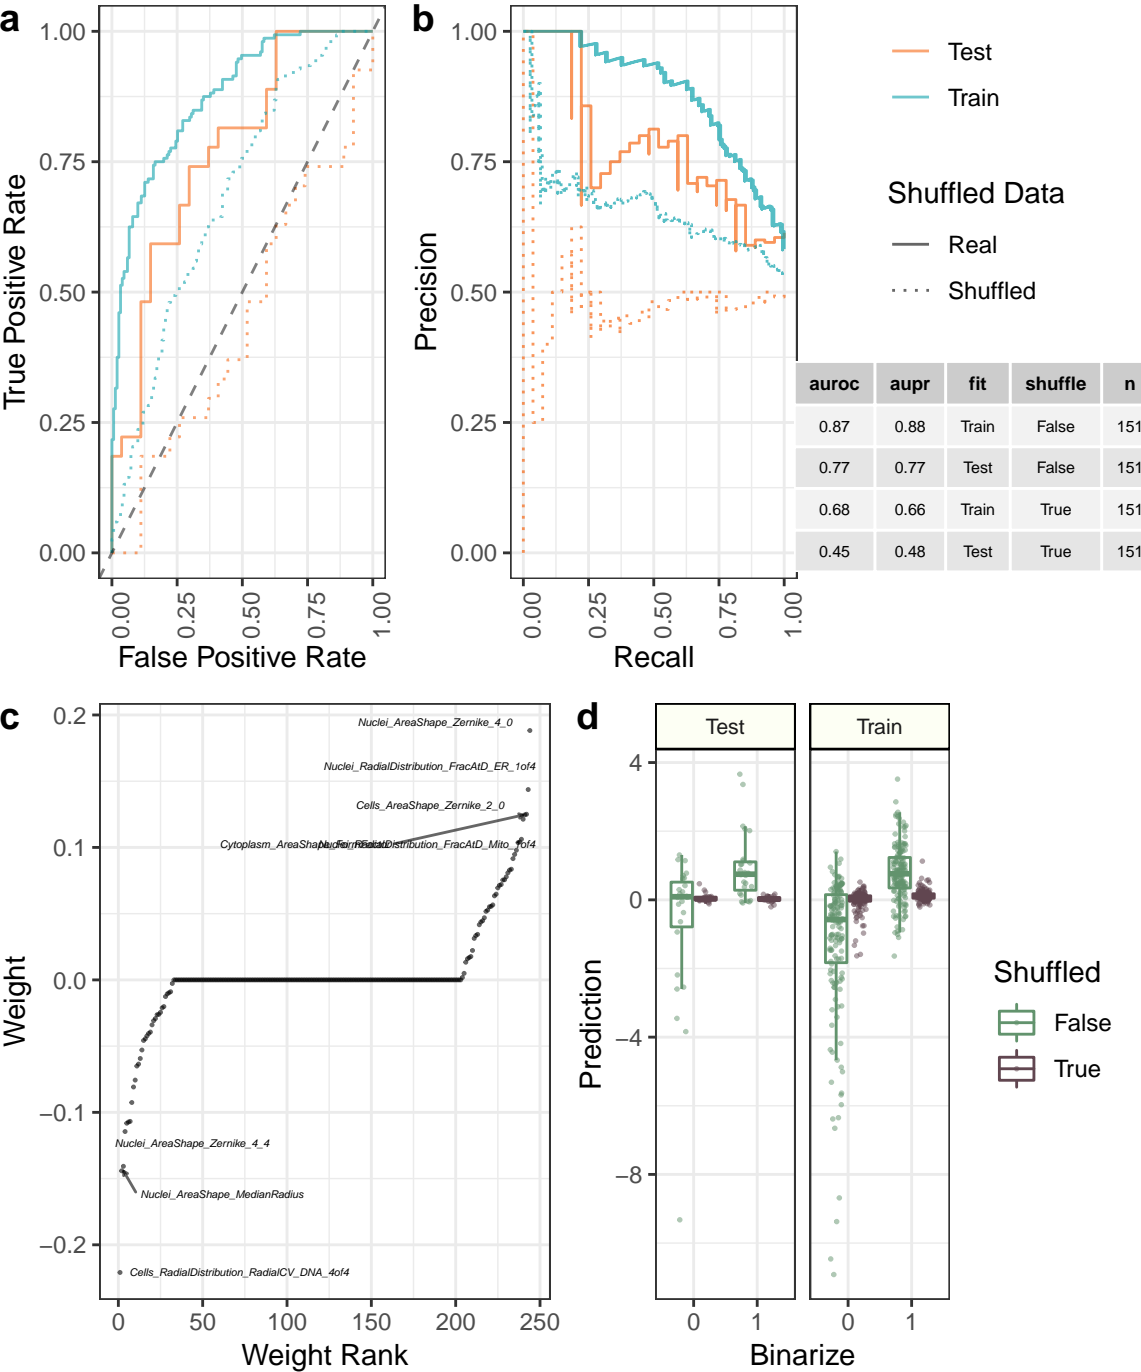 a
1.00
0.75
0.50
0.25
0.00
True Positive Rate
0.00
0.25
0.50
0.75
1.00
False Positive Rate
b
1.00
0.75
0.50
0.25
0.00
Precision
0.00
0.25
0.50
0.75
1.00
Recall
Test
Train
Shuffled Data
Real
Shuffled
auroc aupr fit shuffle n
0.87 0.88 Train False 151
0.77 0.77 Test False 151
0.68 0.66 Train True 151
0.45 0.48 Test True 151
c
0.2
0.1
0.0
−0.1
−0.2
Weight
Nuclei_AreaShape_Zernike_4_0
Nuclei_RadialDistribution_FracAtD_ER_1of4
Cells_AreaShape_Zernike_2_0
Cytoplasm_AreaShape_FormFactor
Nuclei_RadialDistribution_FracAtD_Mito_1of4
Nuclei_AreaShape_Zernike_4_4
Nuclei_AreaShape_MedianRadius
Cells_RadialDistribution_RadialCV_DNA_4of4
0
50
100
150
200
250
Weight Rank
d
Test
Train
4
0
−4
−8
Prediction
0
1
0
1
Binarize
Shuffled
False
True